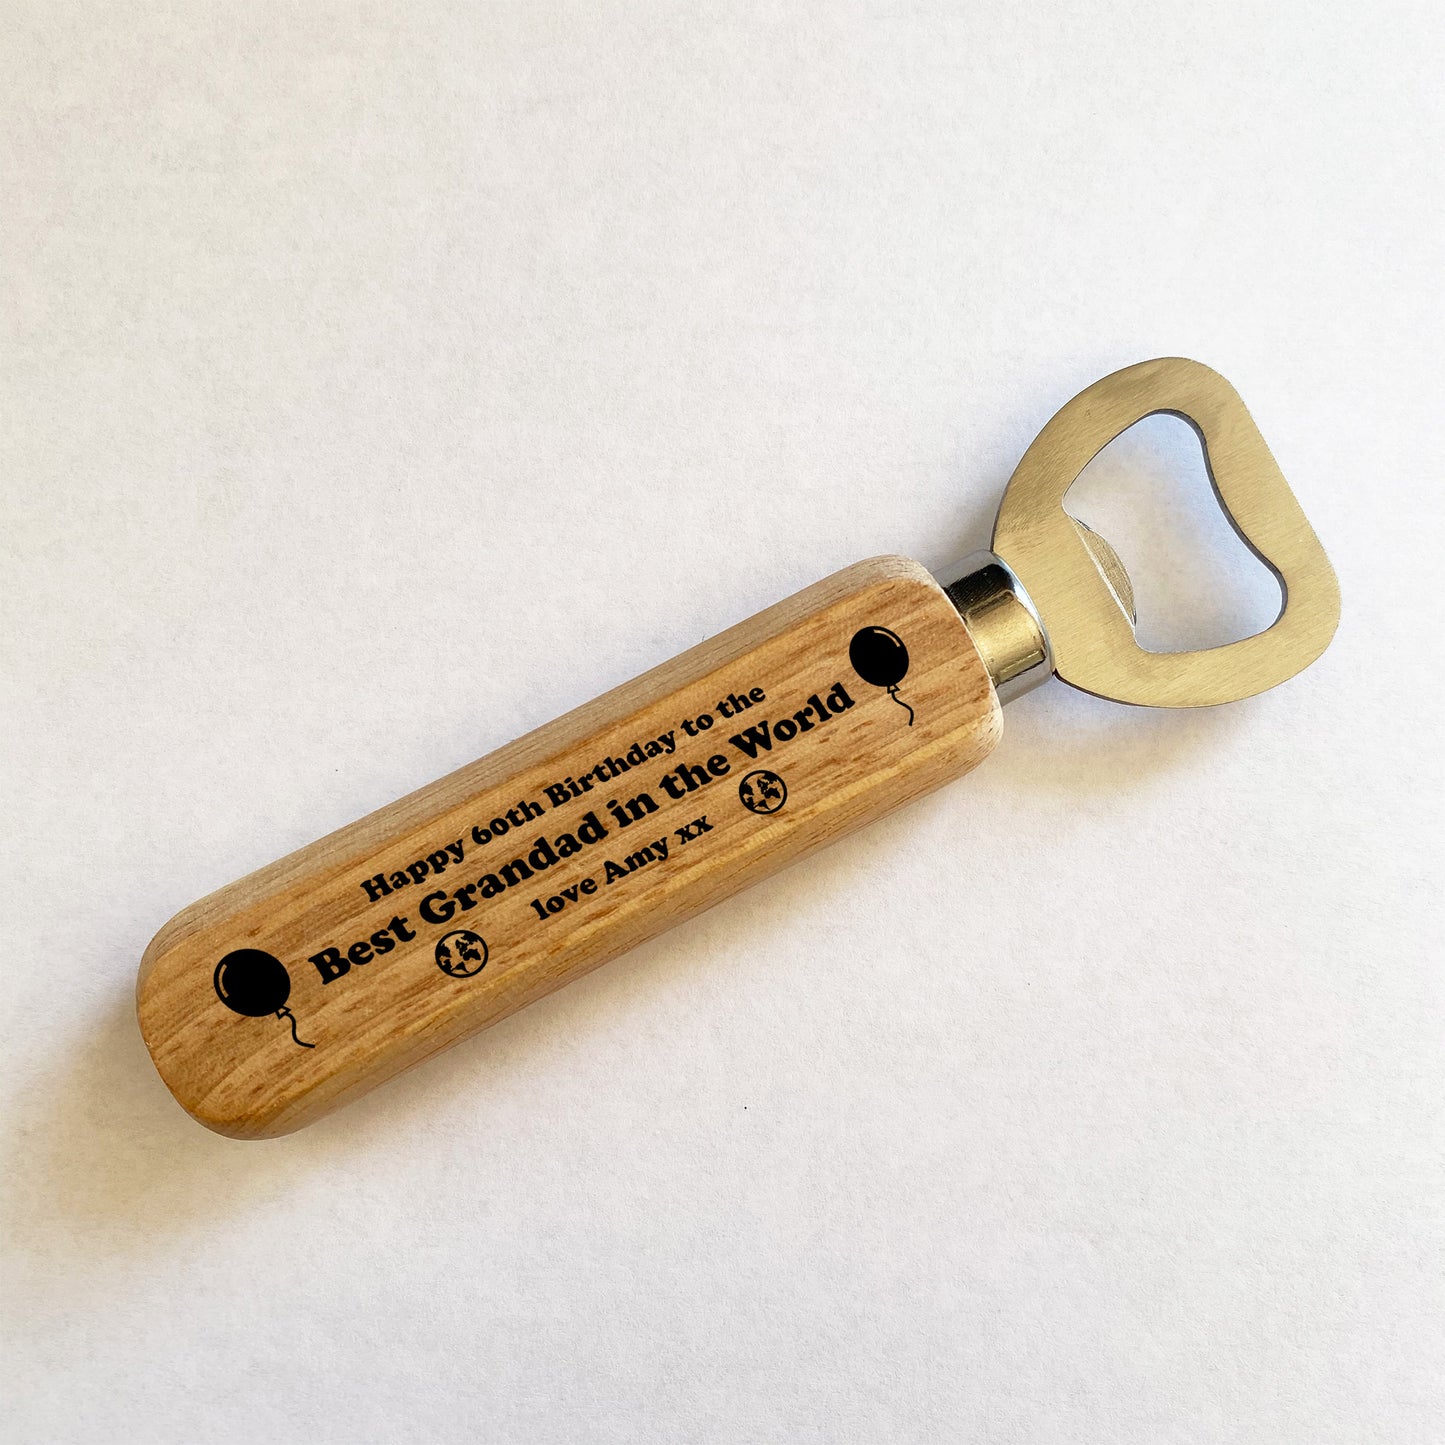 Happy 60th Birthday to the
Best Grandad in the World
love Amy xx